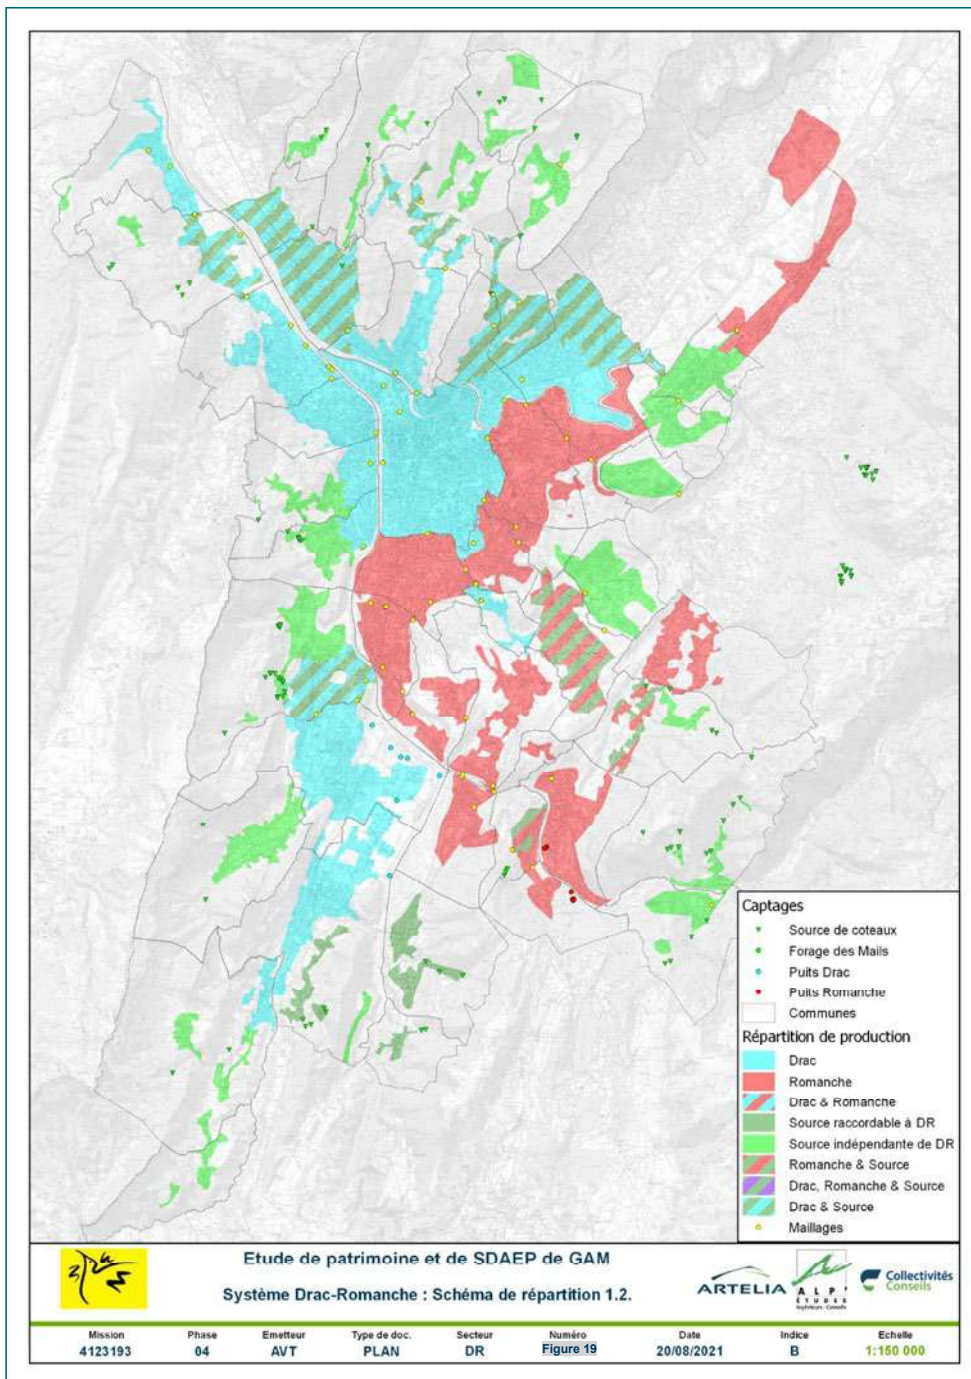 Captages
Source de coteaux
Forage des Mails
Puits Drac
Puits Romanche
Communes
Répartition de production
Drac
Romanche
Drac & Romanche
Source raccordable à DR
Source indépendante de DR
Romanche & Source
Drac, Romanche & Source
Drac & Source
Maillages
Etude de patrimoine et de SDAEP de GAM
Système Drac-Romanche : Schéma de répartition 1.2.
ARTELIA
ALP'
ETUDES
Ingénieurs - Conseils
Collectivités
Conseils
Mission Phase Emetteur Type de doc. Secteur Numéro Date Indice Echelle
4123193 04 AVT PLAN DR Figure 19 20/08/2021 B 1:150 000